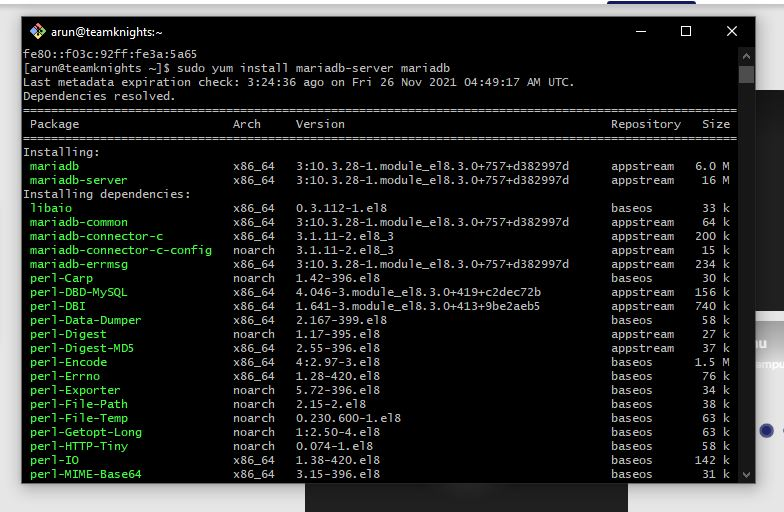 arun@teamknights:~
fe80::f03c:92ff:fe3a:5a65
[arun@teamknights ~]$ sudo yum install mariadb-server mariadb
Last metadata expiration check: 3:24:36 ago on Fri 26 Nov 2021 04:49:17 AM UTC.
Dependencies resolved.
================================================================================
Package Arch Version Repository Size
================================================================================
Installing:
mariadb x86_64 3:10.3.28-1.module_el8.3.0+757+d382997d appstream 6.0 M
mariadb-server x86_64 3:10.3.28-1.module_el8.3.0+757+d382997d appstream 16 M
Installing dependencies:
libaio x86_64 0.3.112-1.el8 baseos 33 k
mariadb-common x86_64 3:10.3.28-1.module_el8.3.0+757+d382997d appstream 64 k
mariadb-connector-c x86_64 3.1.11-2.el8_3 appstream 200 k
mariadb-connector-c-config noarch 3.1.11-2.el8_3 appstream 15 k
mariadb-errmsg x86_64 3:10.3.28-1.module_el8.3.0+757+d382997d appstream 234 k
perl-Carp noarch 1.42-396.el8 baseos 30 k
perl-DBD-MySQL x86_64 4.046-3.module_el8.3.0+419+c2dec72b appstream 156 k
perl-DBI x86_64 1.641-3.module_el8.3.0+413+9be2aeb5 appstream 740 k
perl-Data-Dumper x86_64 2.167-399.el8 baseos 58 k
perl-Digest noarch 1.17-395.el8 appstream 27 k
perl-Digest-MD5 x86_64 2.55-396.el8 appstream 37 k
perl-Encode x86_64 4:2.97-3.el8 baseos 1.5 M
perl-Errno x86_64 1.28-420.el8 baseos 76 k
perl-Exporter noarch 5.72-396.el8 baseos 34 k
perl-File-Path noarch 2.15-2.el8 baseos 38 k
perl-File-Temp noarch 0.230.600-1.el8 baseos 63 k
perl-Getopt-Long noarch 1:2.50-4.el8 baseos 63 k
perl-HTTP-Tiny noarch 0.074-1.el8 baseos 58 k
perl-IO x86_64 1.38-420.el8 baseos 142 k
perl-MIME-Base64 x86_64 3.15-396.el8 baseos 31 k